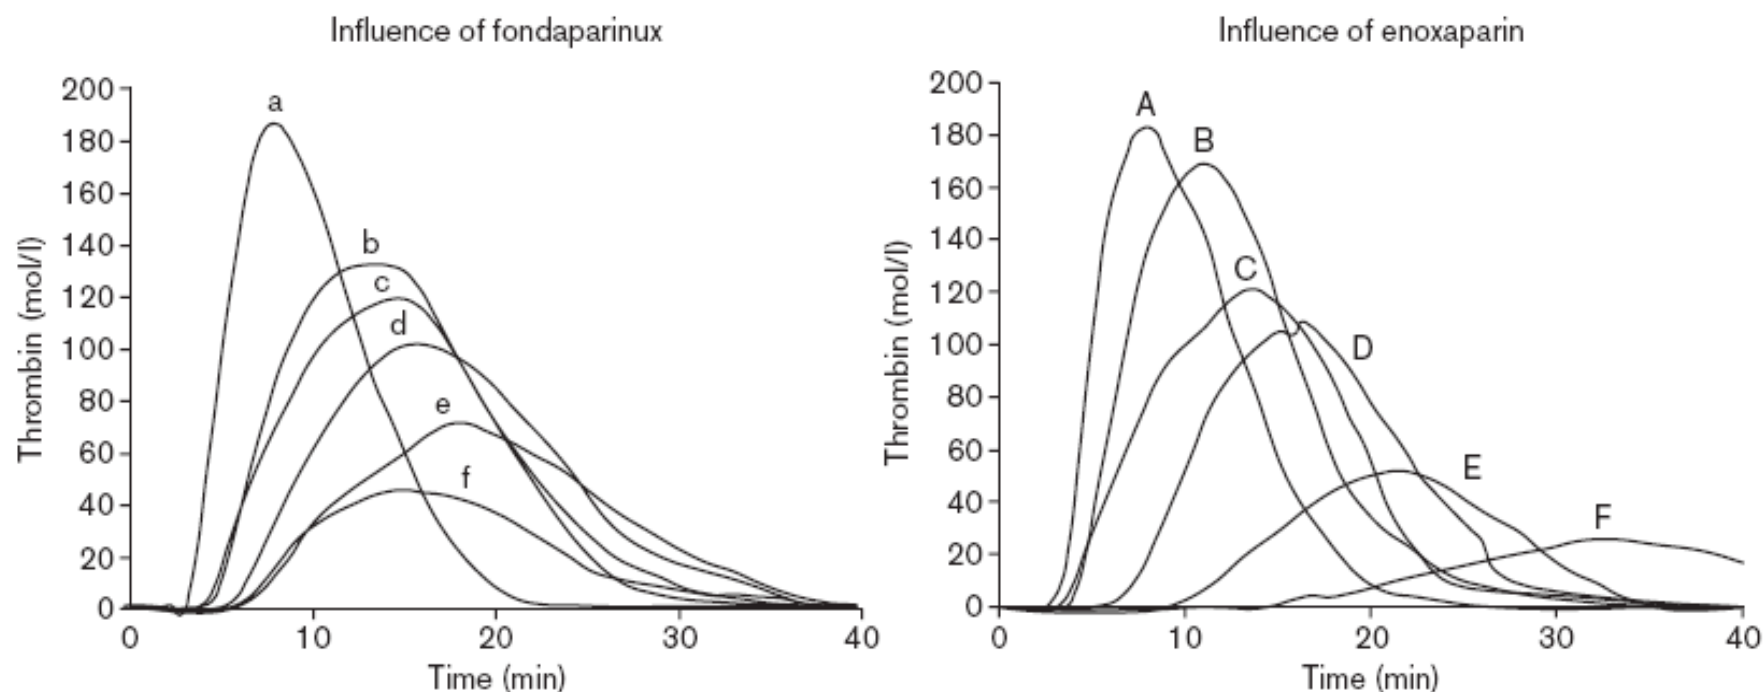 Influence of fondaparinux
200
180
160
140
120
100
80
60
40
20
0
Thrombin (mol/l)
a
b
c
d
e
f
0 10 20 30 40
Time (min)
Influence of enoxaparin
200
180
160
140
120
100
80
60
40
20
0
Thrombin (mol/l)
A
B
C
D
E
F
0 10 20 30 40
Time (min)